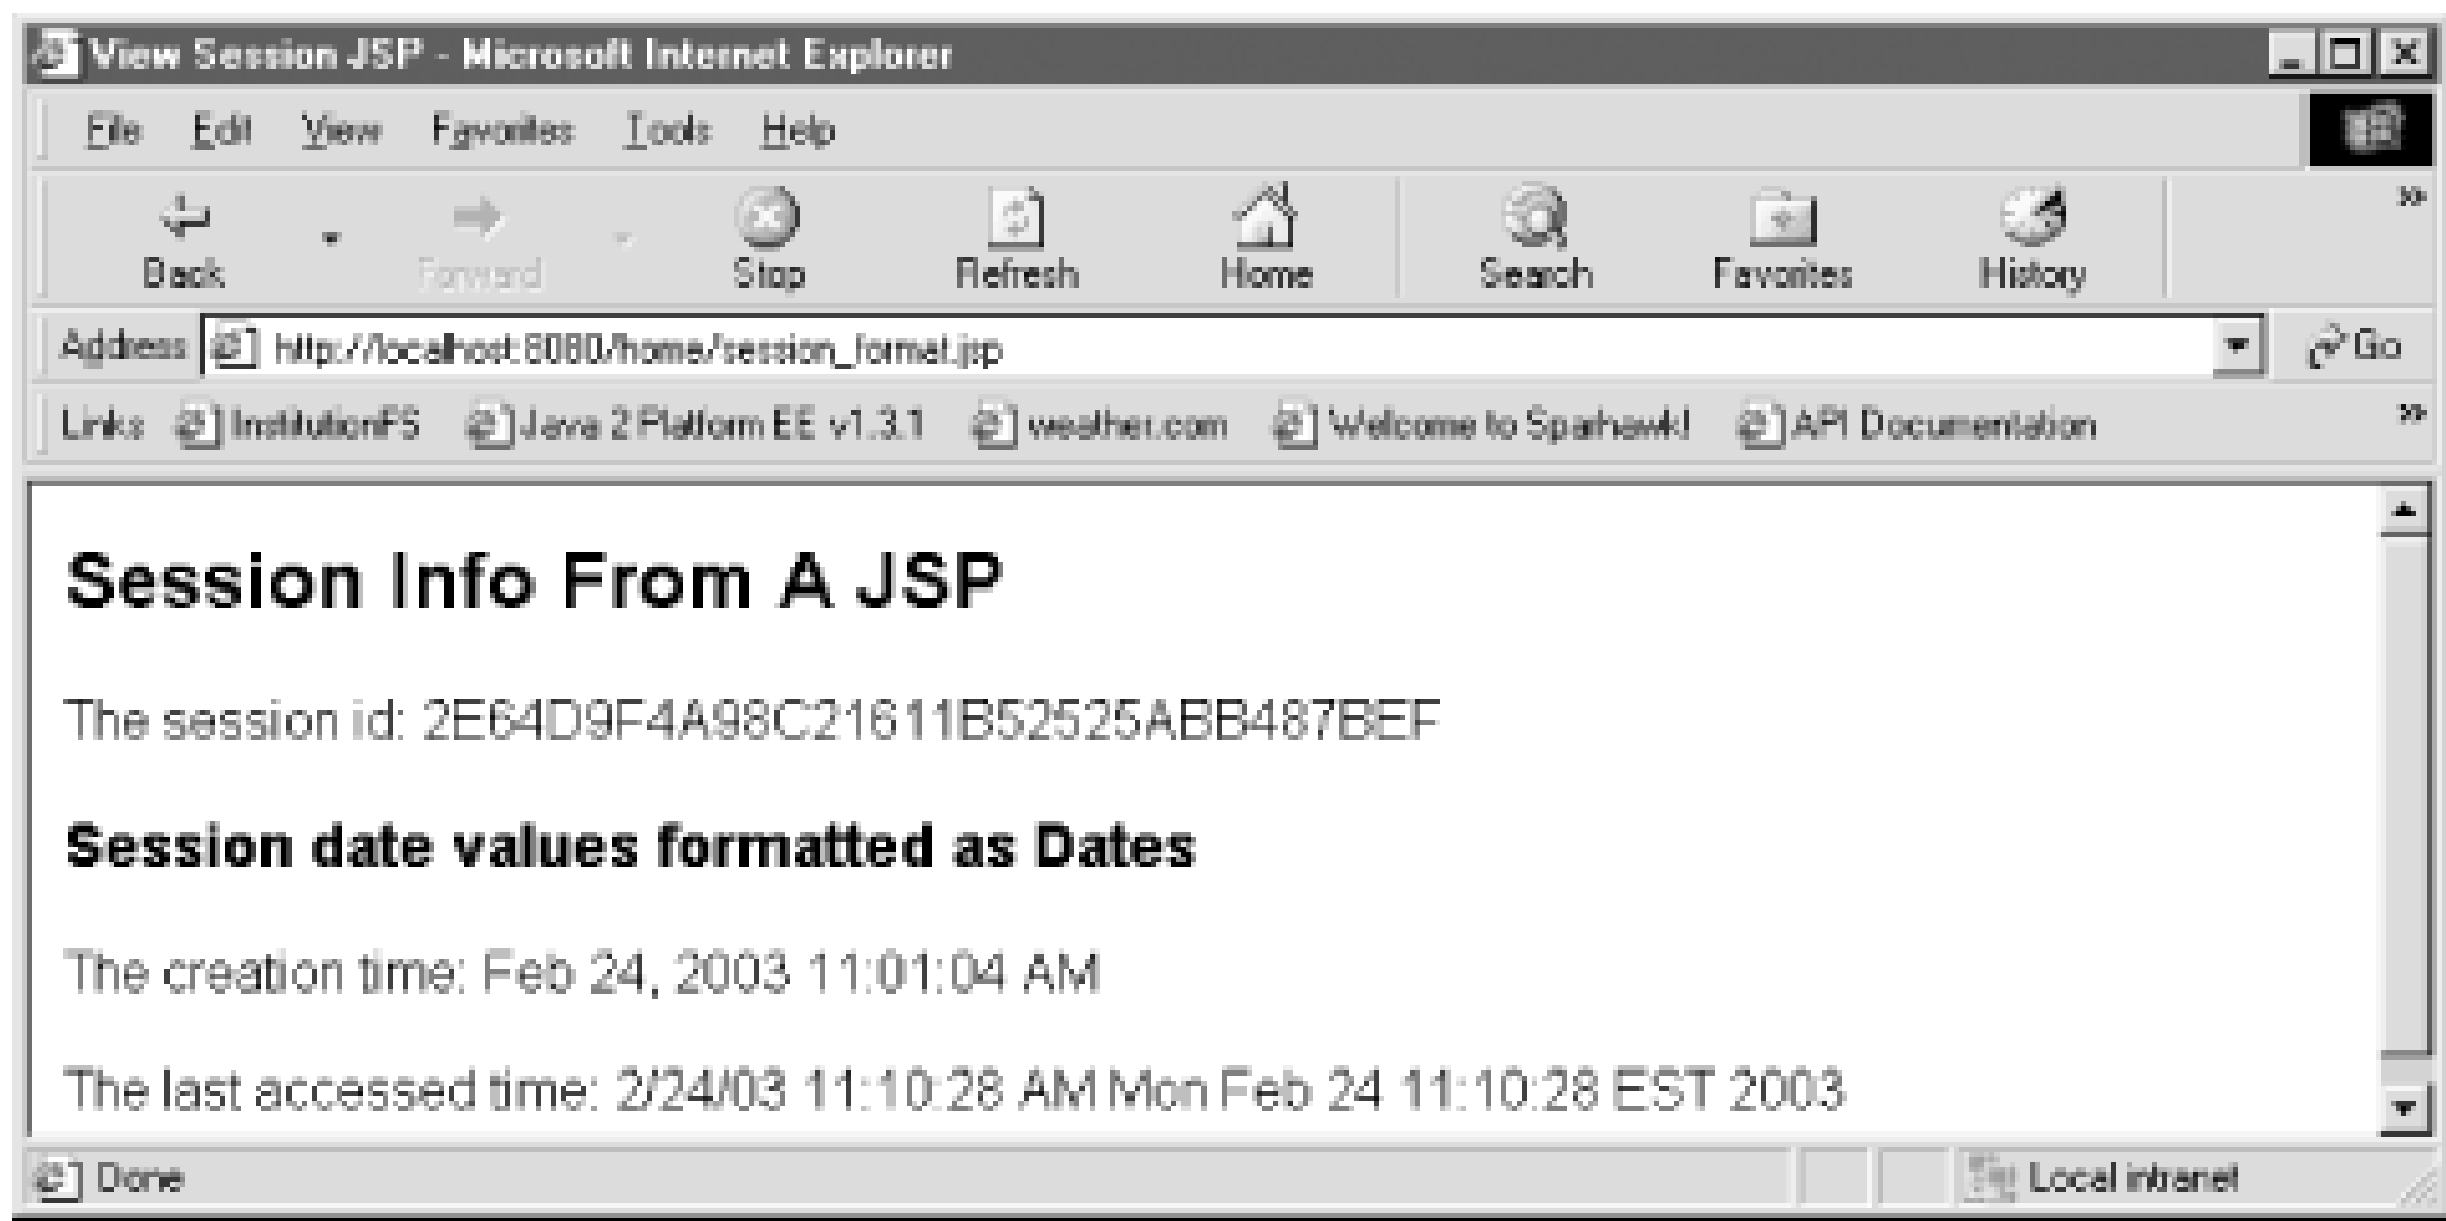 View Session JSP - Microsoft Internet Explorer
File Edit View Favorites Tools Help
»
Back Forward Stop Refresh Home Search Favorites History
Address http://localhost:8080/home/session_format.jsp Go
Links InstitutionFS Java 2 Platform EE v1.3.1 weather.com Welcome to Sparhawk! API Documentation »
Session Info From A JSP
The session id: 2E64D9F4A98C21611B52525ABB487BEF
Session date values formatted as Dates
The creation time: Feb 24, 2003 11:01:04 AM
The last accessed time: 2/24/03 11:10:28 AM Mon Feb 24 11:10:28 EST 2003
Done Local intranet